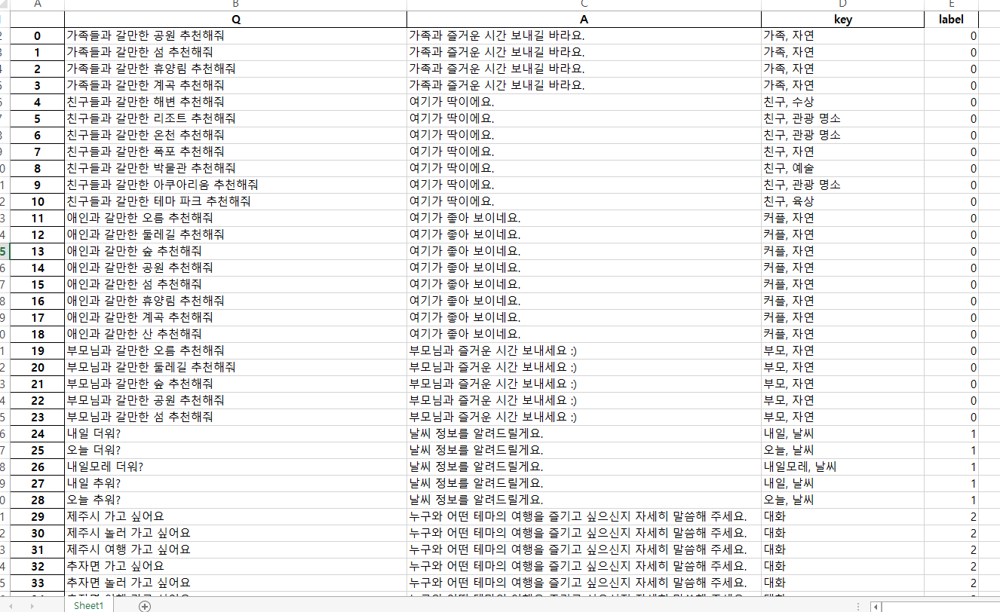 A B C D E
Q A key label
0 가족들과 갈만한 공원 추천해줘 가족과 즐거운 시간 보내길 바라요. 가족, 자연 0
1 가족들과 갈만한 섬 추천해줘 가족과 즐거운 시간 보내길 바라요. 가족, 자연 0
2 가족들과 갈만한 휴양림 추천해줘 가족과 즐거운 시간 보내길 바라요. 가족, 자연 0
3 가족들과 갈만한 계곡 추천해줘 가족과 즐거운 시간 보내길 바라요. 가족, 자연 0
4 친구들과 갈만한 해변 추천해줘 여기가 딱이에요. 친구, 수상 0
5 친구들과 갈만한 리조트 추천해줘 여기가 딱이에요. 친구, 관광 명소 0
6 친구들과 갈만한 온천 추천해줘 여기가 딱이에요. 친구, 관광 명소 0
7 친구들과 갈만한 폭포 추천해줘 여기가 딱이에요. 친구, 자연 0
8 친구들과 갈만한 박물관 추천해줘 여기가 딱이에요. 친구, 예술 0
9 친구들과 갈만한 아쿠아리움 추천해줘 여기가 딱이에요. 친구, 관광 명소 0
10 친구들과 갈만한 테마 파크 추천해줘 여기가 딱이에요. 친구, 육상 0
11 애인과 갈만한 오름 추천해줘 여기가 좋아 보이네요. 커플, 자연 0
12 애인과 갈만한 둘레길 추천해줘 여기가 좋아 보이네요. 커플, 자연 0
13 애인과 갈만한 숲 추천해줘 여기가 좋아 보이네요. 커플, 자연 0
14 애인과 갈만한 공원 추천해줘 여기가 좋아 보이네요. 커플, 자연 0
15 애인과 갈만한 섬 추천해줘 여기가 좋아 보이네요. 커플, 자연 0
16 애인과 갈만한 휴양림 추천해줘 여기가 좋아 보이네요. 커플, 자연 0
17 애인과 갈만한 계곡 추천해줘 여기가 좋아 보이네요. 커플, 자연 0
18 애인과 갈만한 산 추천해줘 여기가 좋아 보이네요. 커플, 자연 0
19 부모님과 갈만한 오름 추천해줘 부모님과 즐거운 시간 보내세요 :) 부모, 자연 0
20 부모님과 갈만한 둘레길 추천해줘 부모님과 즐거운 시간 보내세요 :) 부모, 자연 0
21 부모님과 갈만한 숲 추천해줘 부모님과 즐거운 시간 보내세요 :) 부모, 자연 0
22 부모님과 갈만한 공원 추천해줘 부모님과 즐거운 시간 보내세요 :) 부모, 자연 0
23 부모님과 갈만한 섬 추천해줘 부모님과 즐거운 시간 보내세요 :) 부모, 자연 0
24 내일 더워? 날씨 정보를 알려드릴게요. 내일, 날씨 1
25 오늘 더워? 날씨 정보를 알려드릴게요. 오늘, 날씨 1
26 내일모레 더워? 날씨 정보를 알려드릴게요. 내일모레, 날씨 1
27 내일 추워? 날씨 정보를 알려드릴게요. 내일, 날씨 1
28 오늘 추워? 날씨 정보를 알려드릴게요. 오늘, 날씨 1
29 제주시 가고 싶어요 누구와 어떤 테마의 여행을 즐기고 싶으신지 자세히 말씀해 주세요. 대화 2
30 제주시 놀러 가고 싶어요 누구와 어떤 테마의 여행을 즐기고 싶으신지 자세히 말씀해 주세요. 대화 2
31 제주시 여행 가고 싶어요 누구와 어떤 테마의 여행을 즐기고 싶으신지 자세히 말씀해 주세요. 대화 2
32 추자면 가고 싶어요 누구와 어떤 테마의 여행을 즐기고 싶으신지 자세히 말씀해 주세요. 대화 2
33 추자면 놀러 가고 싶어요 누구와 어떤 테마의 여행을 즐기고 싶으신지 자세히 말씀해 주세요. 대화 2
Sheet1